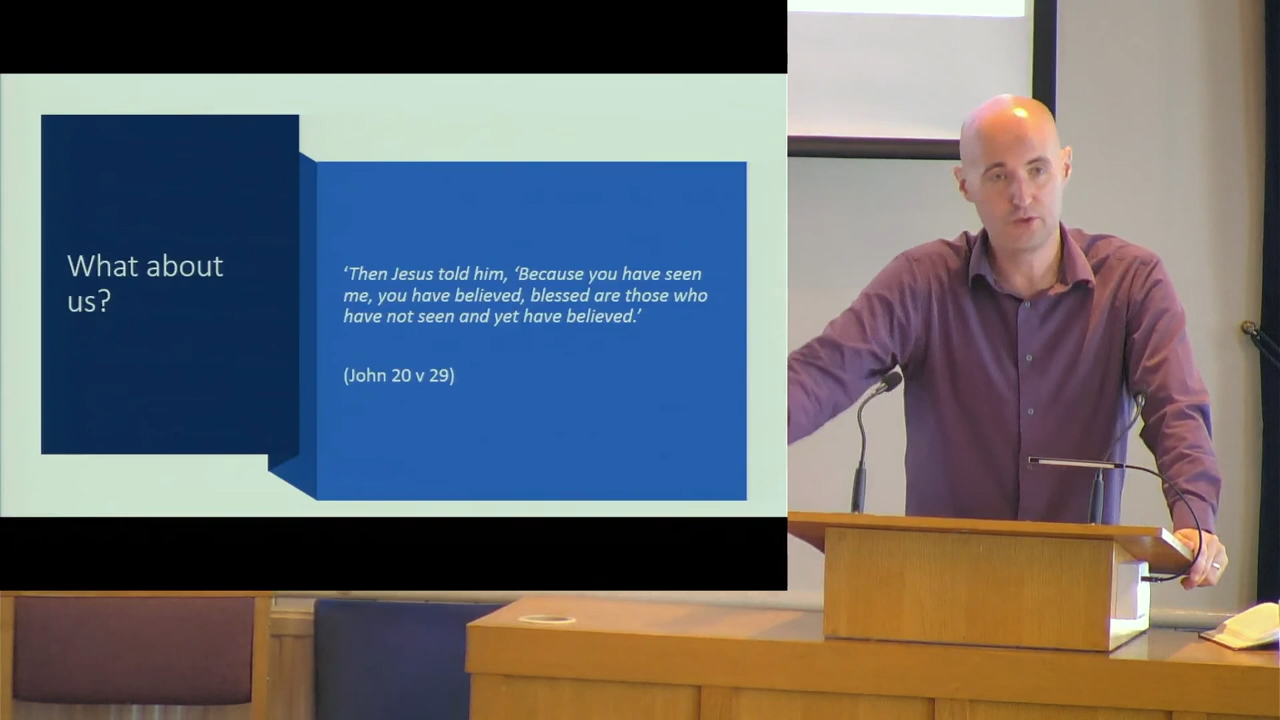 What about
us?
‘Then Jesus told him, ‘Because you have seen
me, you have believed, blessed are those who
have not seen and yet have believed.’
(John 20 v 29)